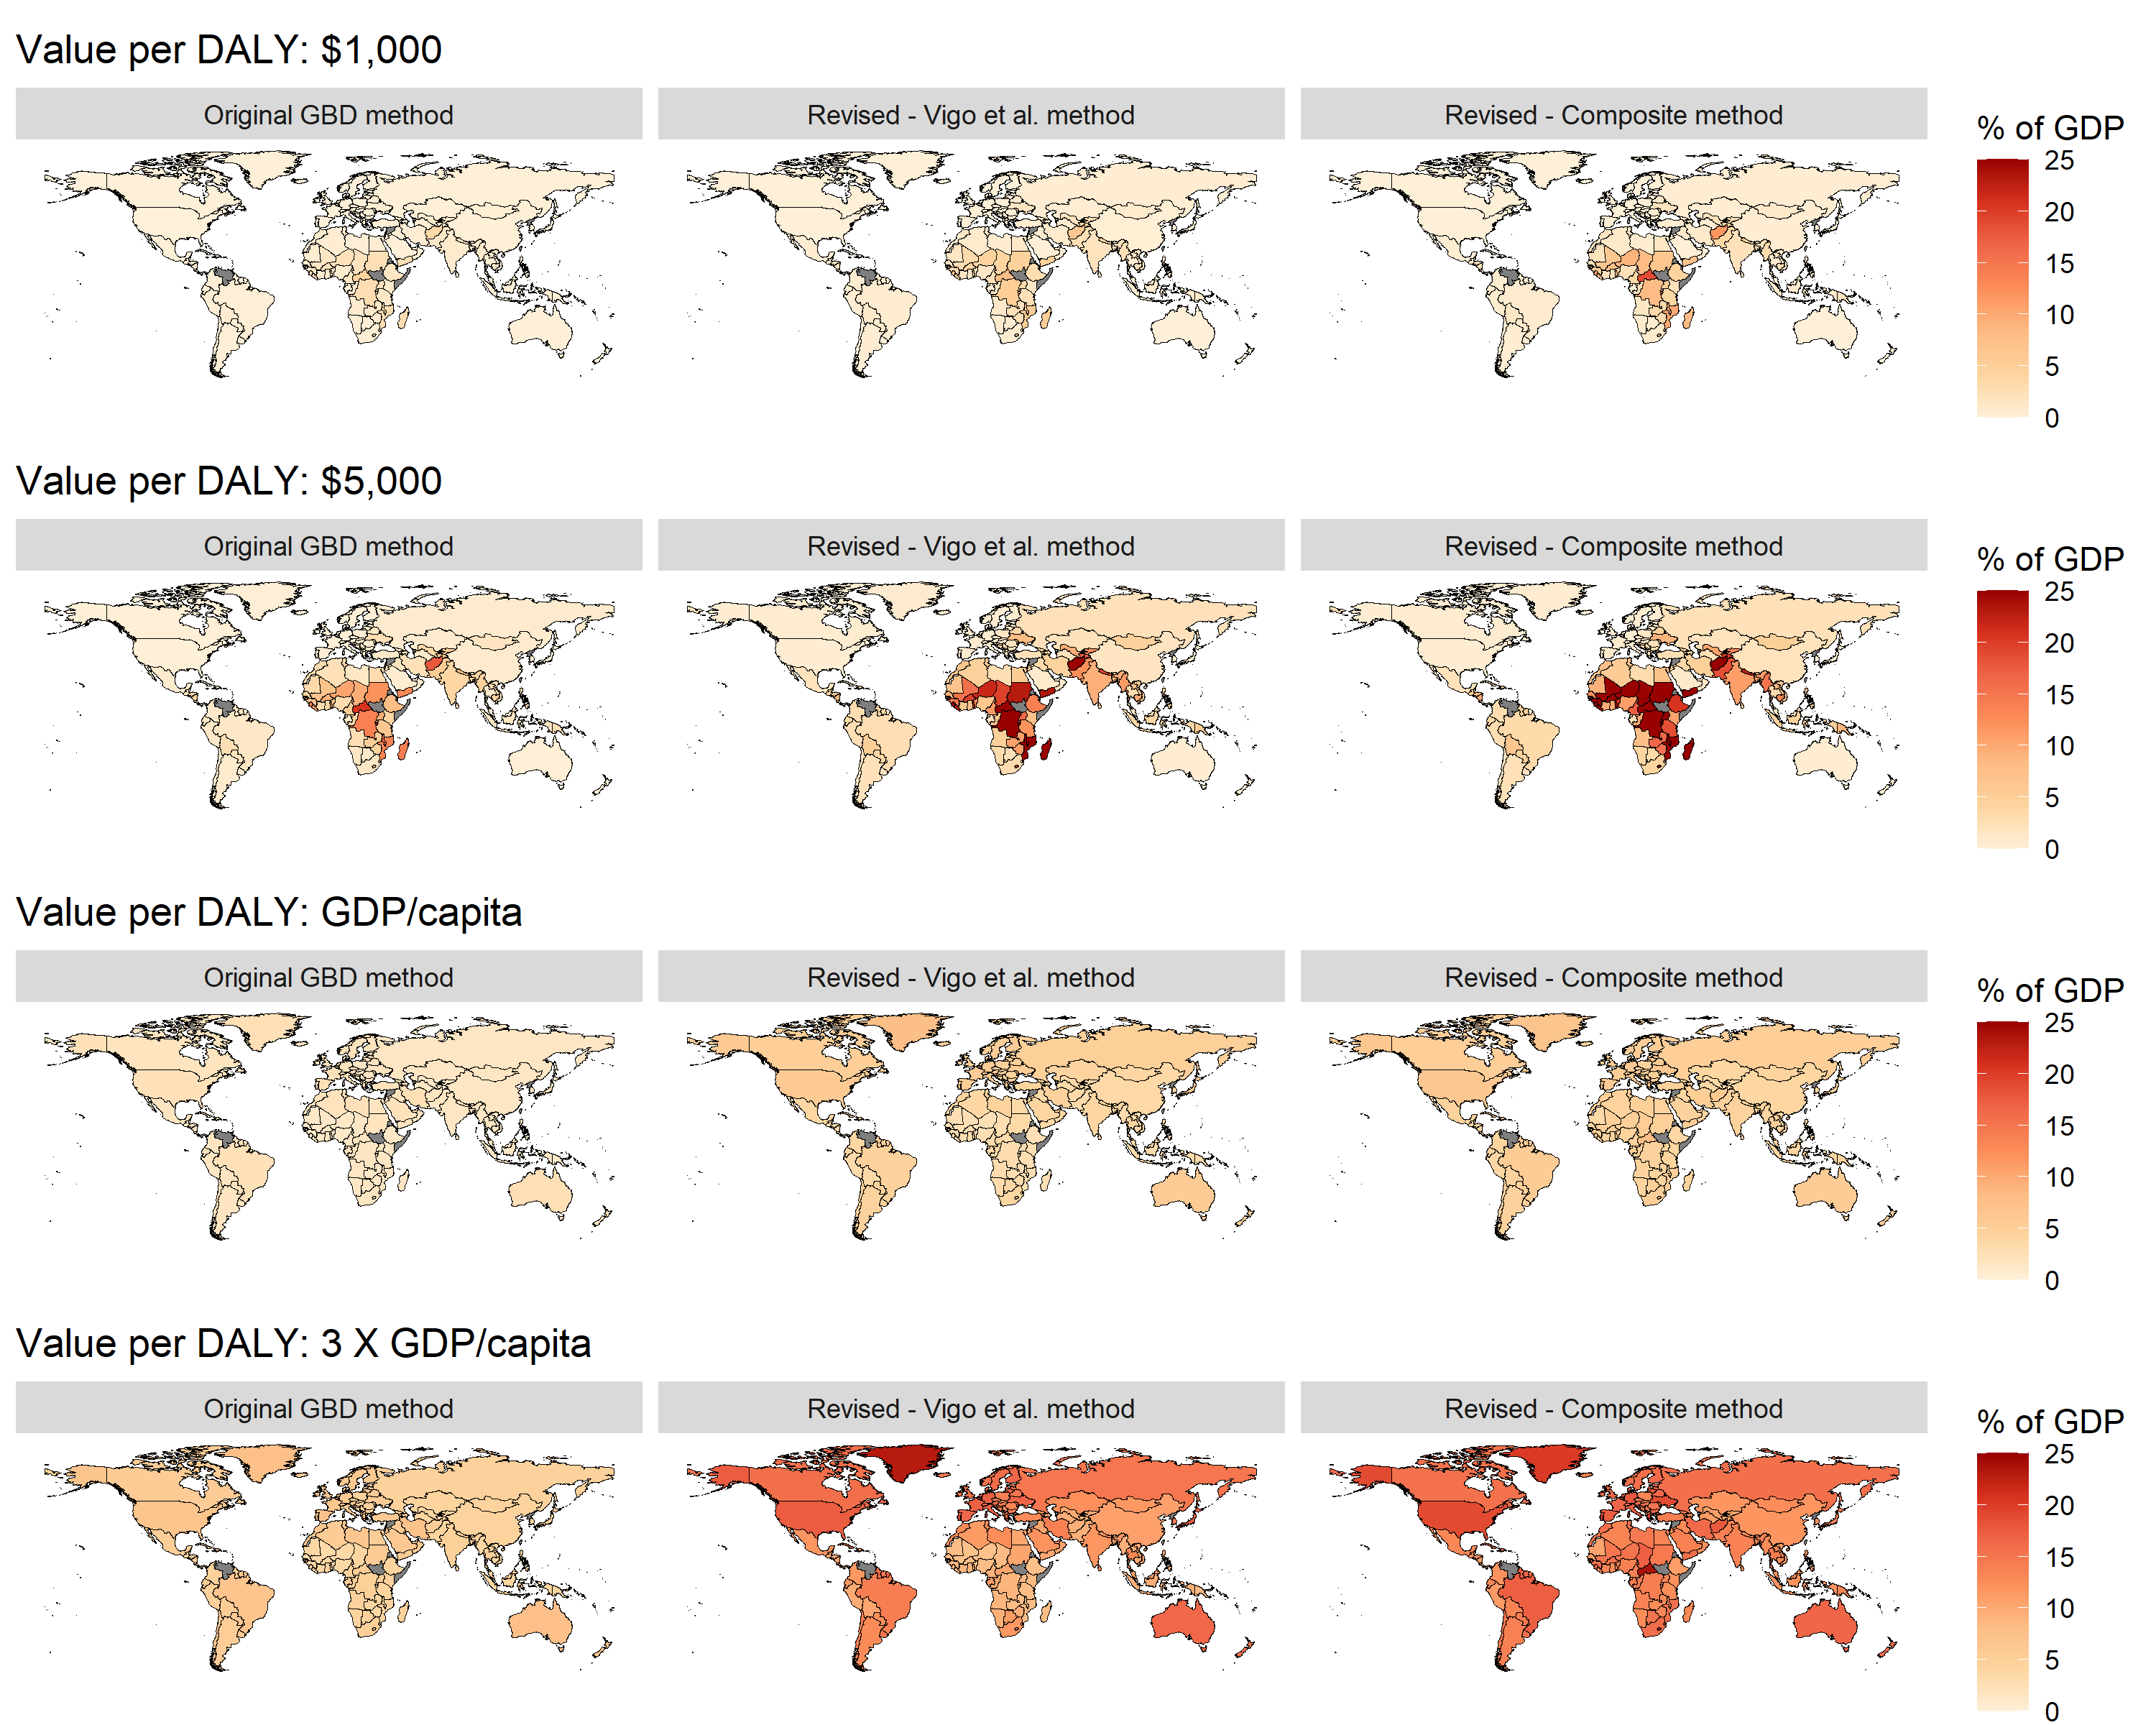 Value per DALY: $1,000
Original GBD method
Revised - Vigo et al. method
Revised - Composite method
% of GDP
25
20
15
10
5
0
Value per DALY: $5,000
Original GBD method
Revised - Vigo et al. method
Revised - Composite method
% of GDP
25
20
15
10
5
0
Value per DALY: GDP/capita
Original GBD method
Revised - Vigo et al. method
Revised - Composite method
% of GDP
25
20
15
10
5
0
Value per DALY: 3 X GDP/capita
Original GBD method
Revised - Vigo et al. method
Revised - Composite method
% of GDP
25
20
15
10
5
0